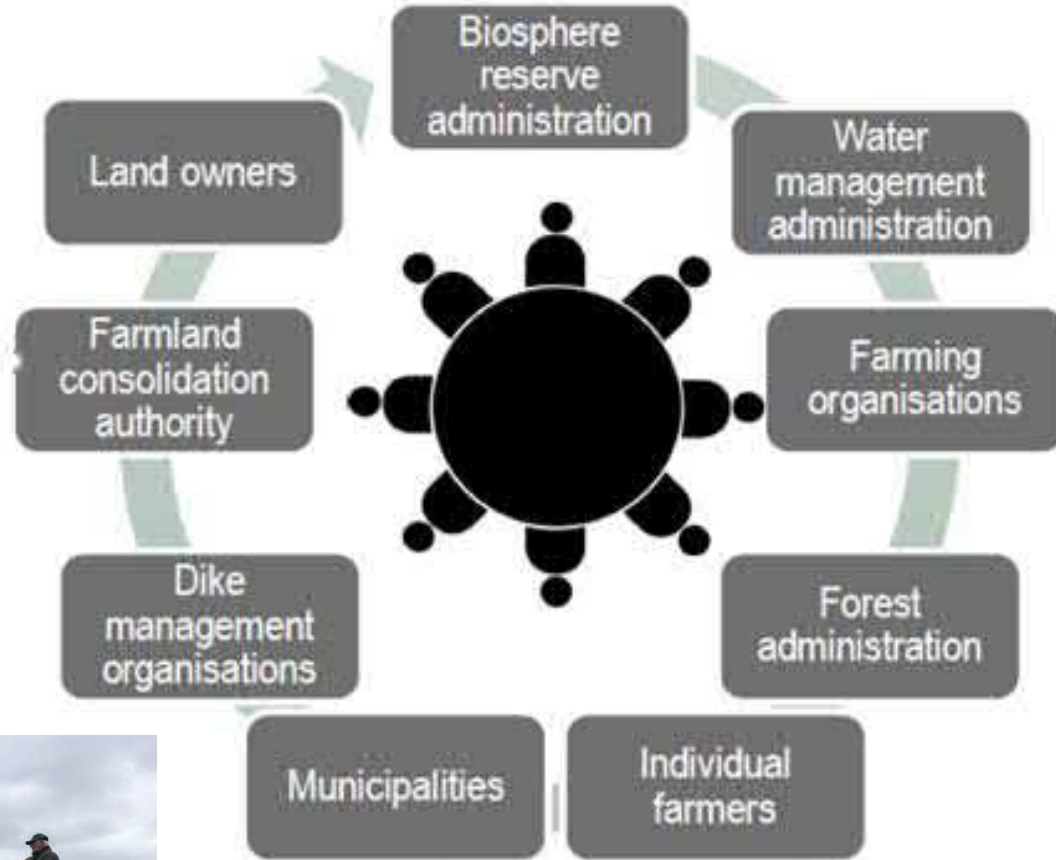 Biosphere
reserve
administration
Water
management
administration
Farming
organisations
Forest
administration
Individual
farmers
Municipalities
Dike
management
organisations
Farmland
consolidation
authority
Land owners